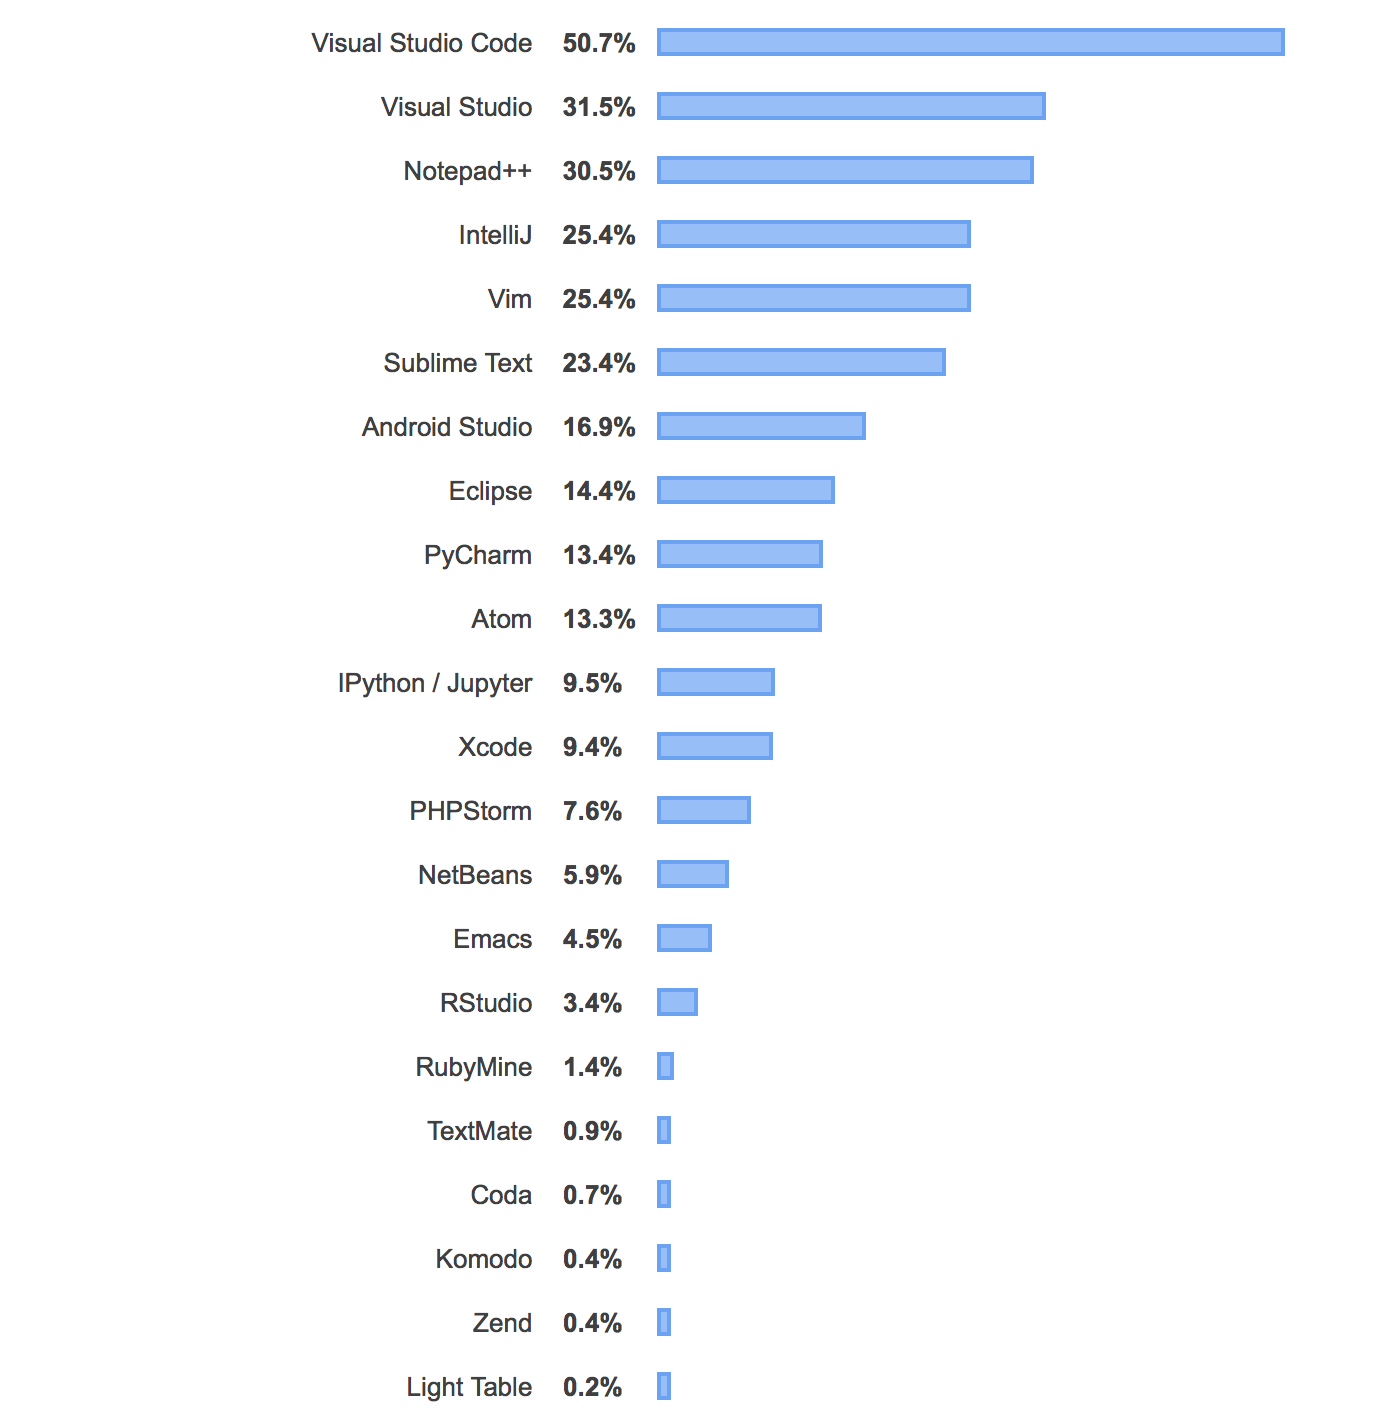 Visual Studio Code 50.7%
Visual Studio 31.5%
Notepad++ 30.5%
IntelliJ 25.4%
Vim 25.4%
Sublime Text 23.4%
Android Studio 16.9%
Eclipse 14.4%
PyCharm 13.4%
Atom 13.3%
IPython / Jupyter 9.5%
Xcode 9.4%
PHPStorm 7.6%
NetBeans 5.9%
Emacs 4.5%
RStudio 3.4%
RubyMine 1.4%
TextMate 0.9%
Coda 0.7%
Komodo 0.4%
Zend 0.4%
Light Table 0.2%